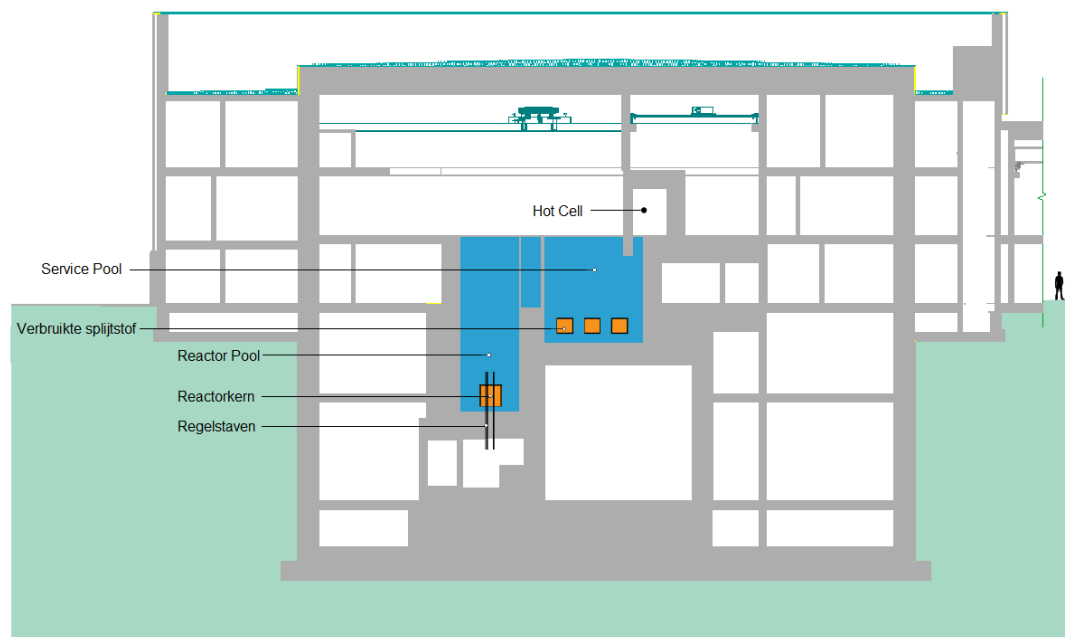 Hot Cell
Service Pool
Verbruikte splijtstof
Reactor Pool
Reactorkern
Regelstaven